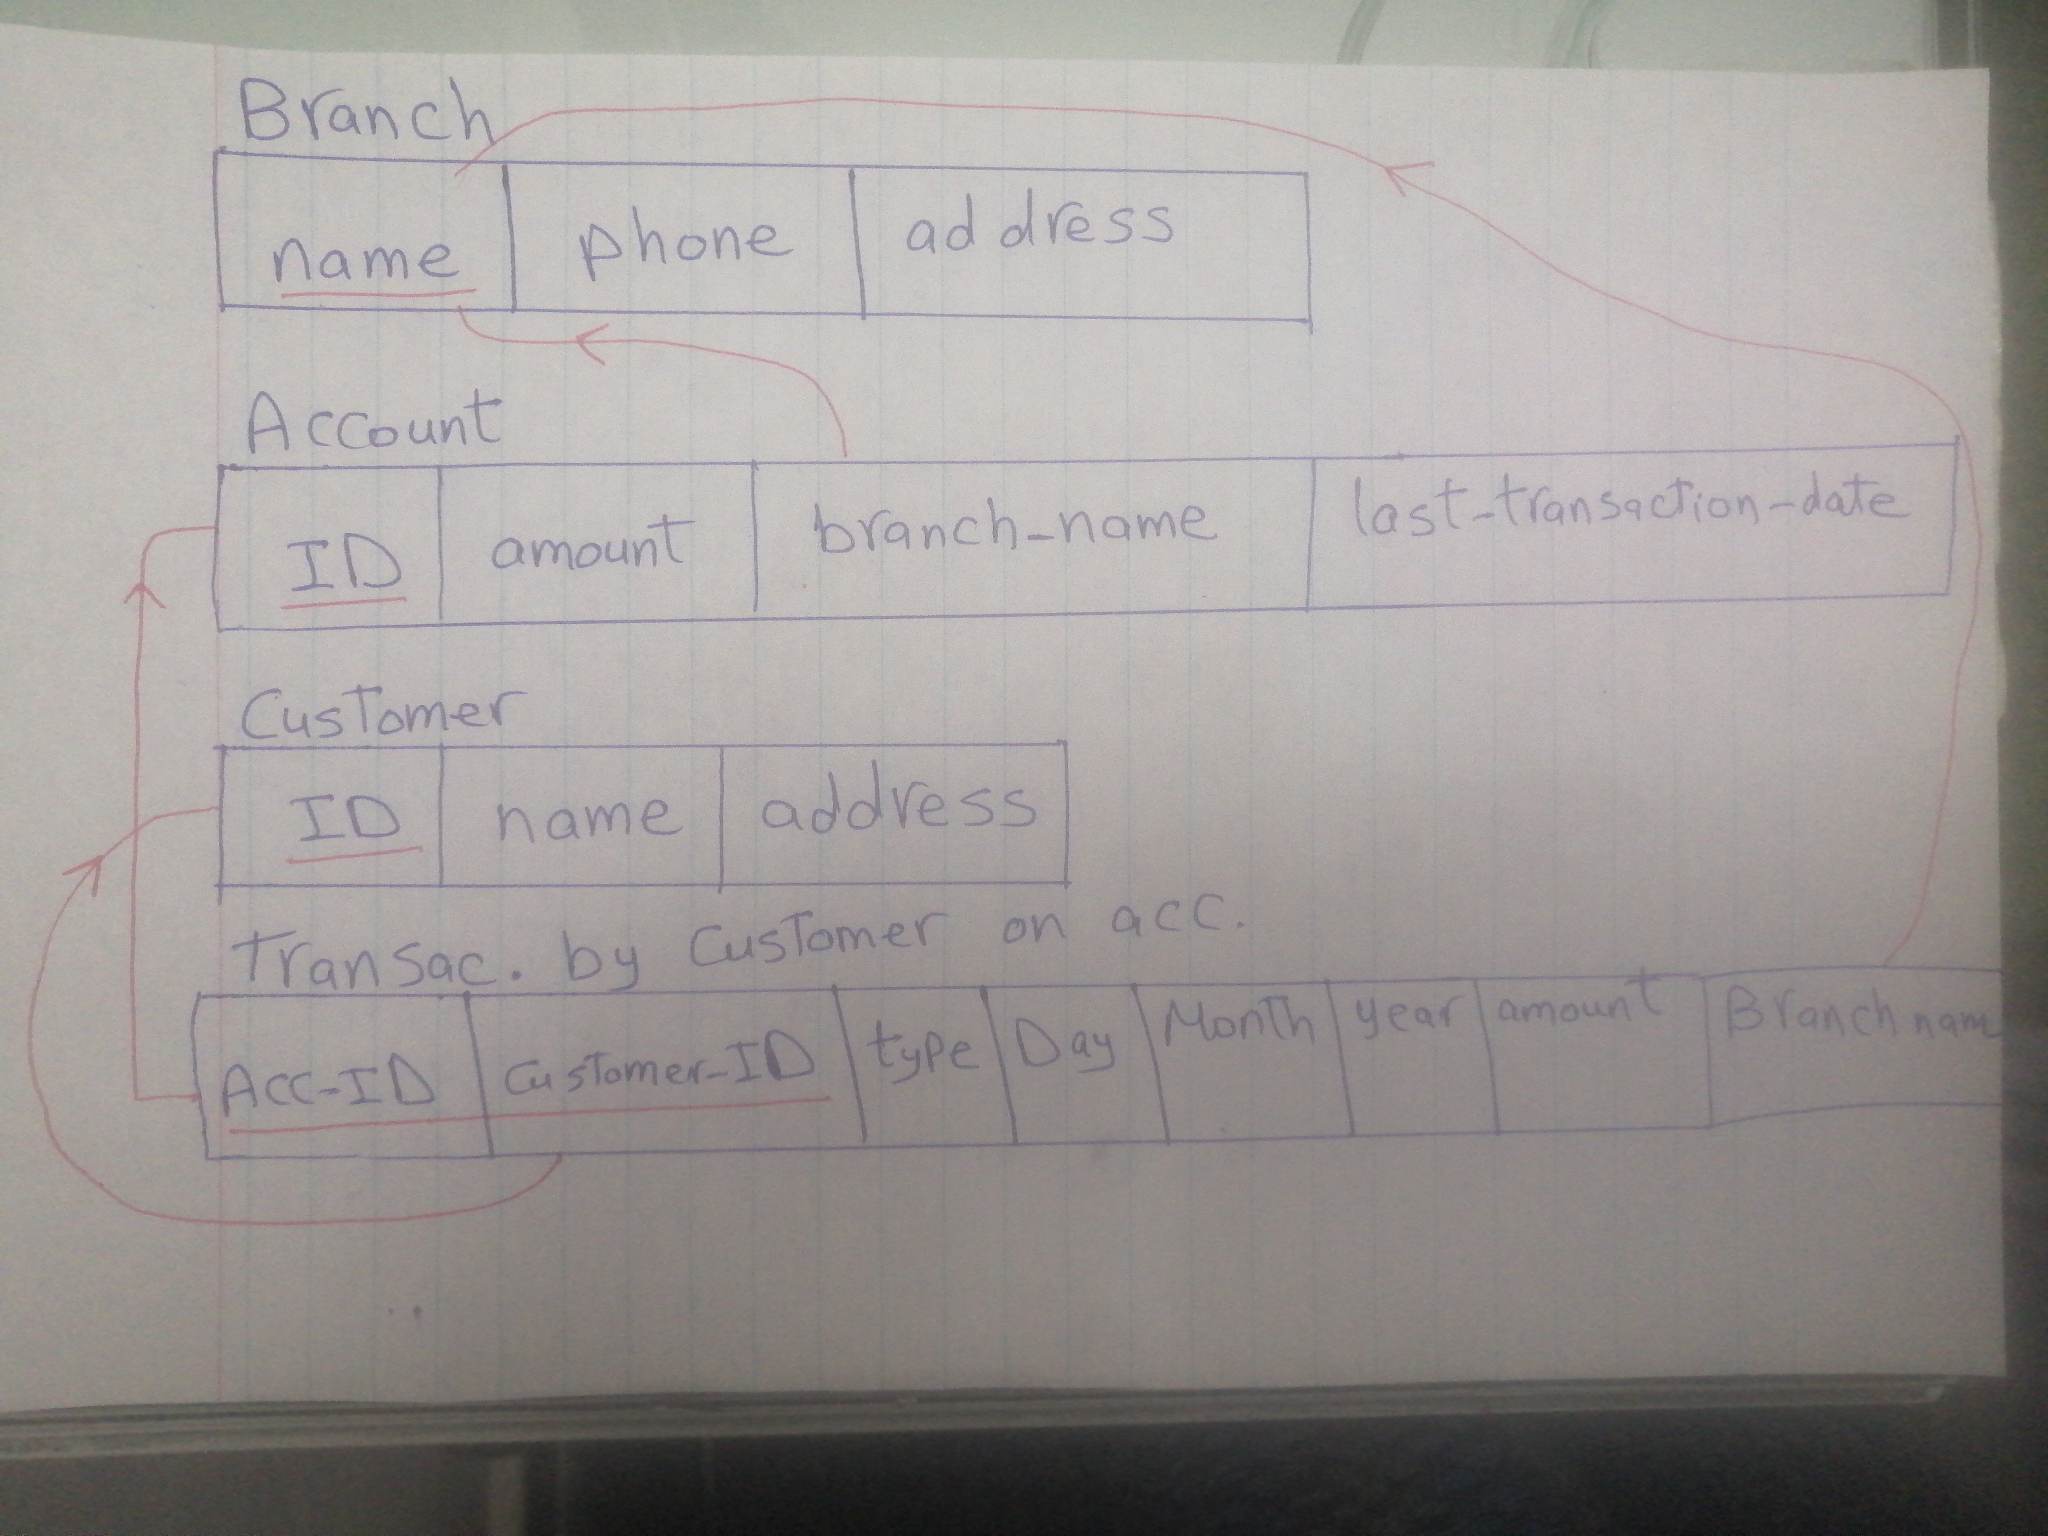 Branch
name phone address
Account
ID amount branch-name last-transaction-date
Customer
ID name address
Transac. by Customer on acc.
Acc-ID Customer-ID type Day Month year amount Branch nam